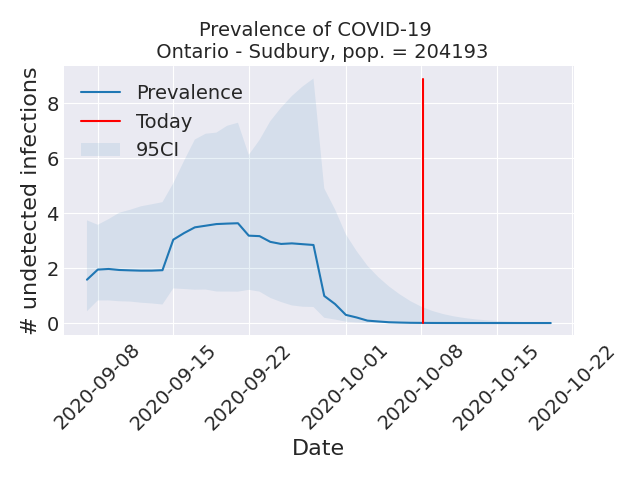 Prevalence of COVID-19
Ontario - Sudbury, pop. = 204193
# undetected infections
8
6
4
2
0
Prevalence
Today
95CI
2020-09-08
2020-09-15
2020-09-22
2020-10-01
2020-10-08
2020-10-15
2020-10-22
Date